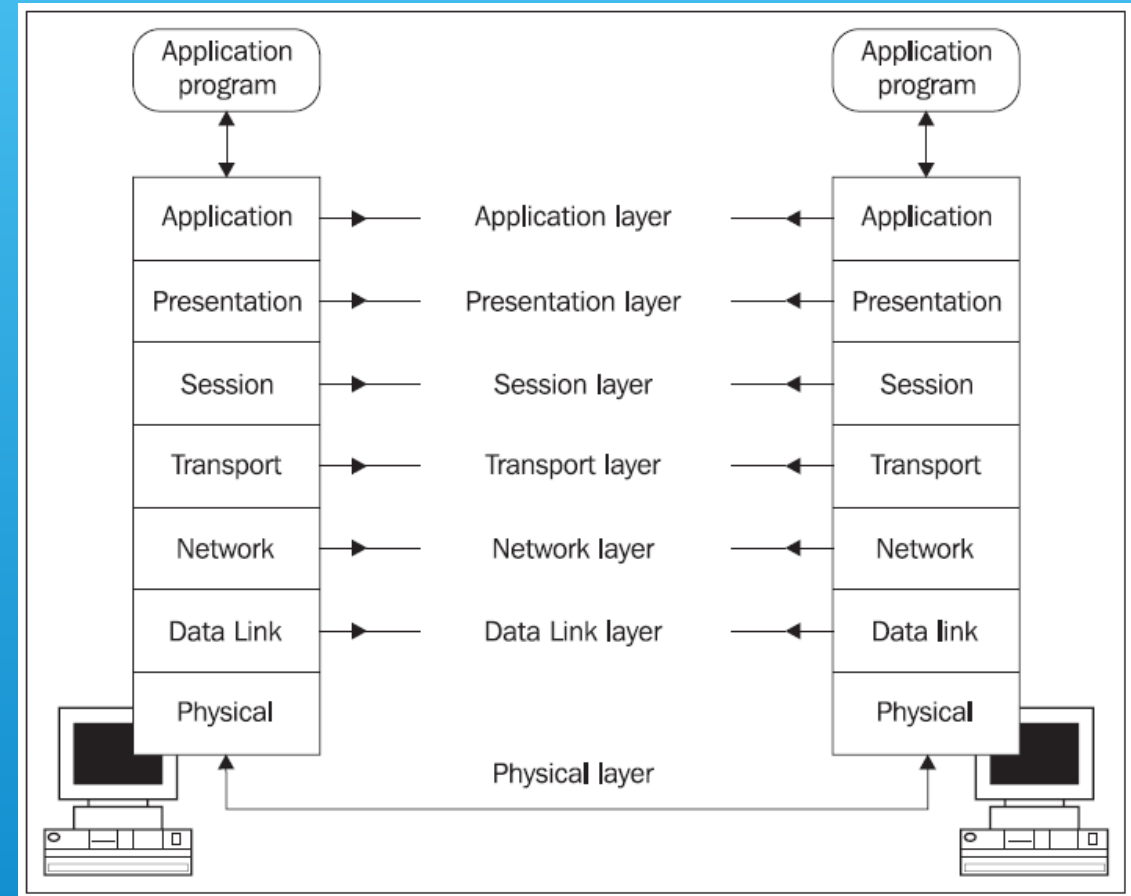 Application
program
Application
program
Application
Application layer
Application
Presentation
Presentation layer
Presentation
Session
Session layer
Session
Transport
Transport layer
Transport
Network
Network layer
Network
Data Link
Data Link layer
Data link
Physical
Physical
Physical layer